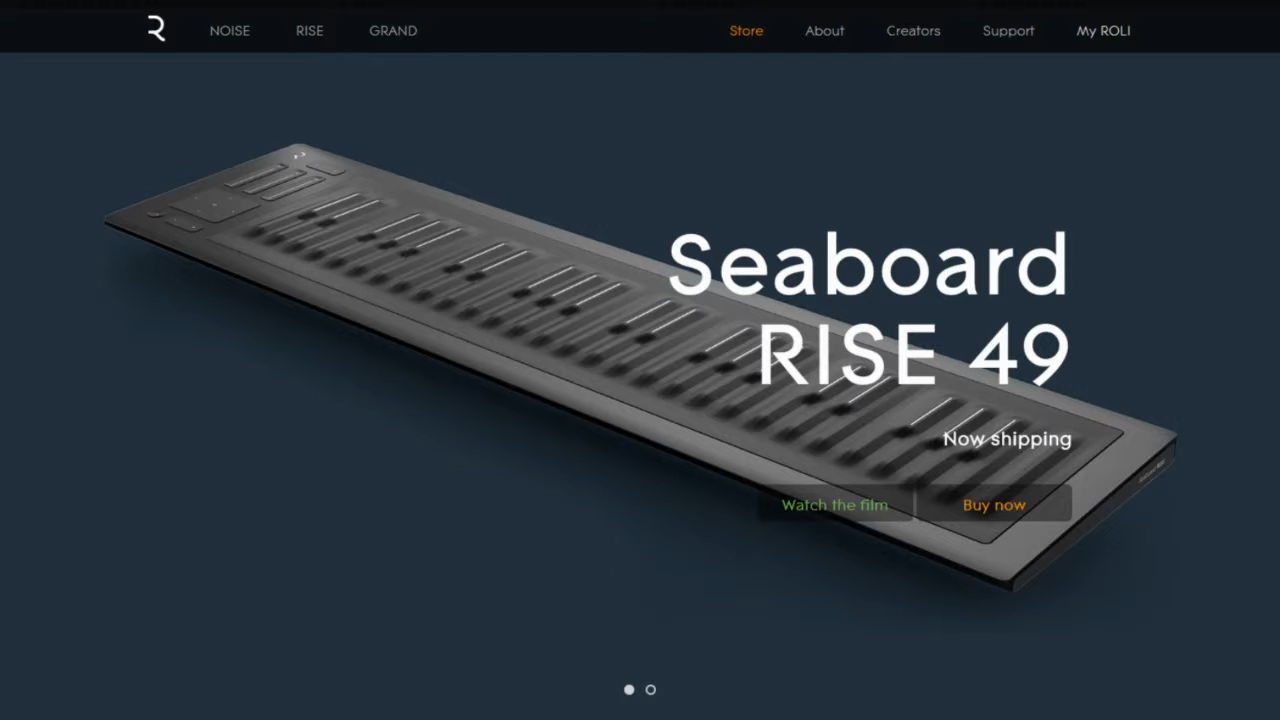 NOISE RISE GRAND Store About Creators Support My ROLI
Seaboard
RISE 49
Now shipping
Watch the film Buy now